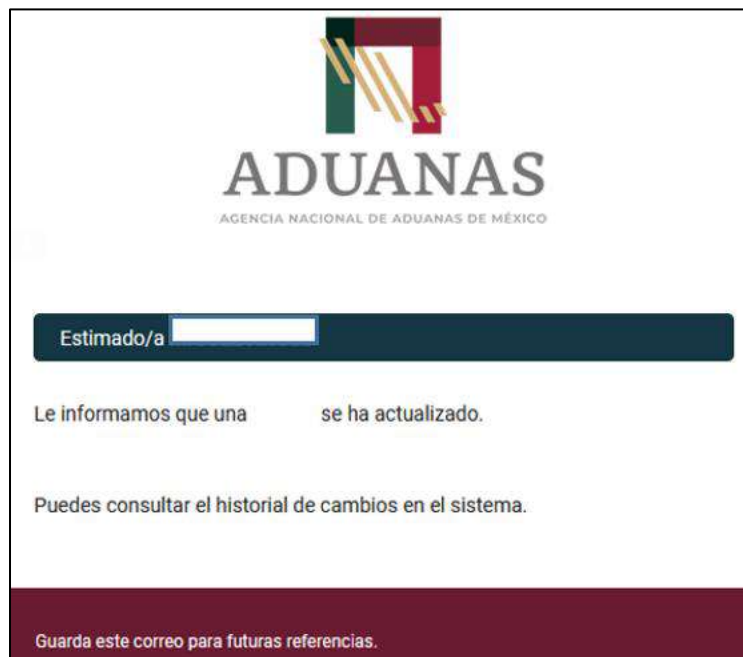 ADUANAS
AGENCIA NACIONAL DE ADUANAS DE MÉXICO
Estimado/a
Le informamos que una se ha actualizado.
Puedes consultar el historial de cambios en el sistema.
Guarda este correo para futuras referencias.